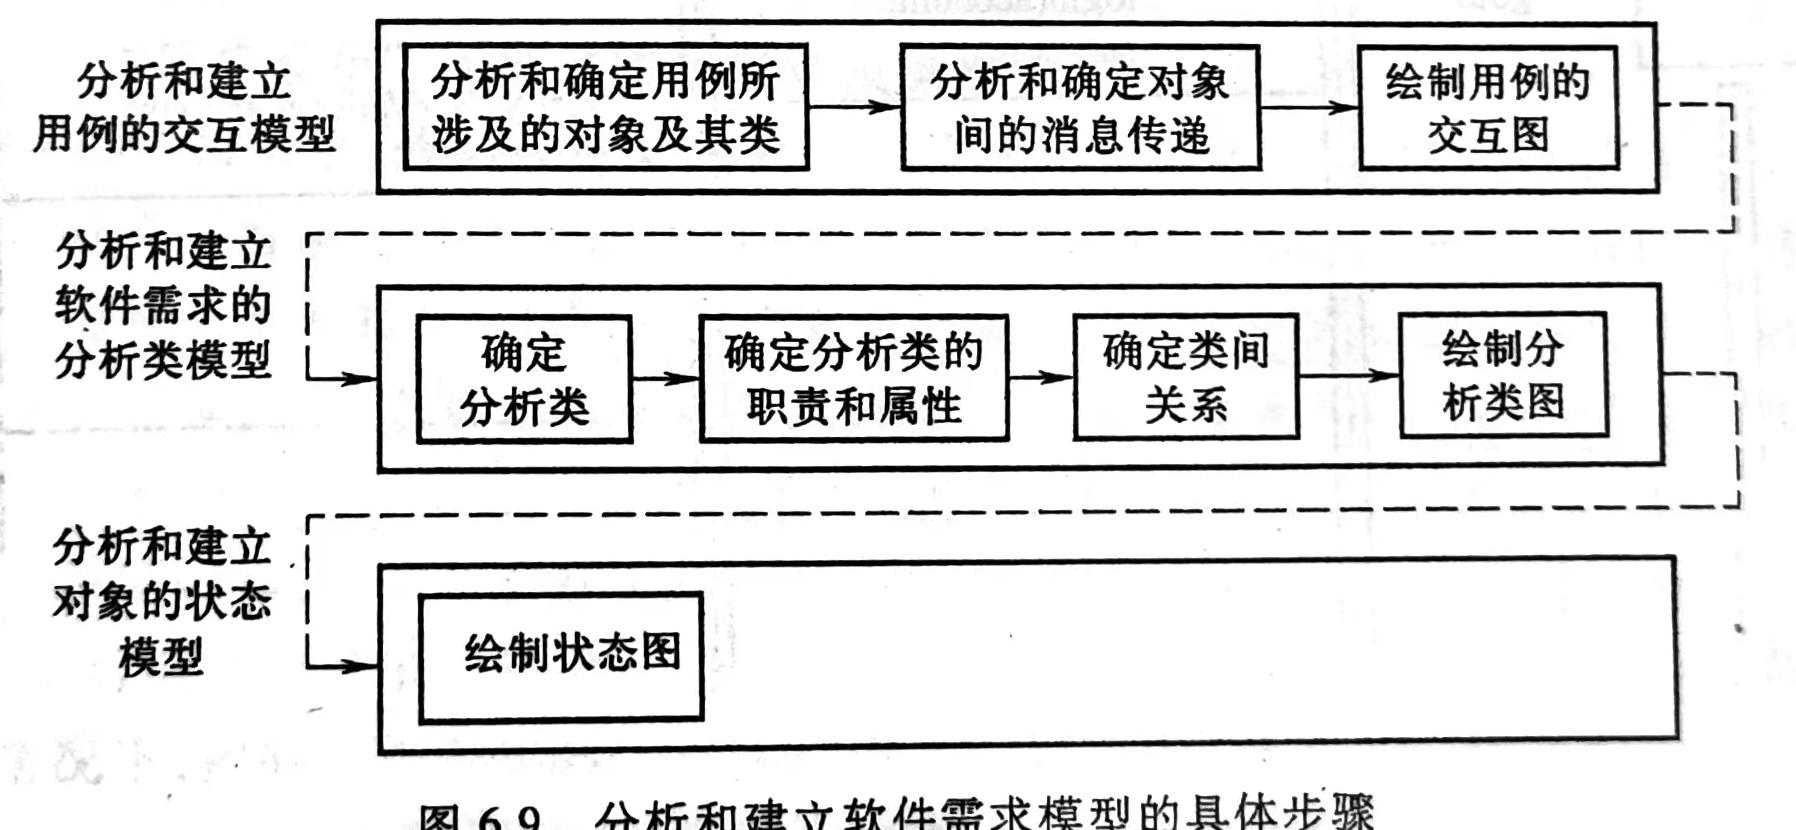 分析和建立
用例的交互模型
分析和确定用例所
涉及的对象及其类
分析和确定对象
间的消息传递
绘制用例的
交互图
分析和建立
软件需求的
分析类模型
确定
分析类
确定分析类的
职责和属性
确定类间
关系
绘制分
析类图
分析和建立
对象的状态
模型
绘制状态图
图 6.9 分析和建立软件需求模型的具体步骤